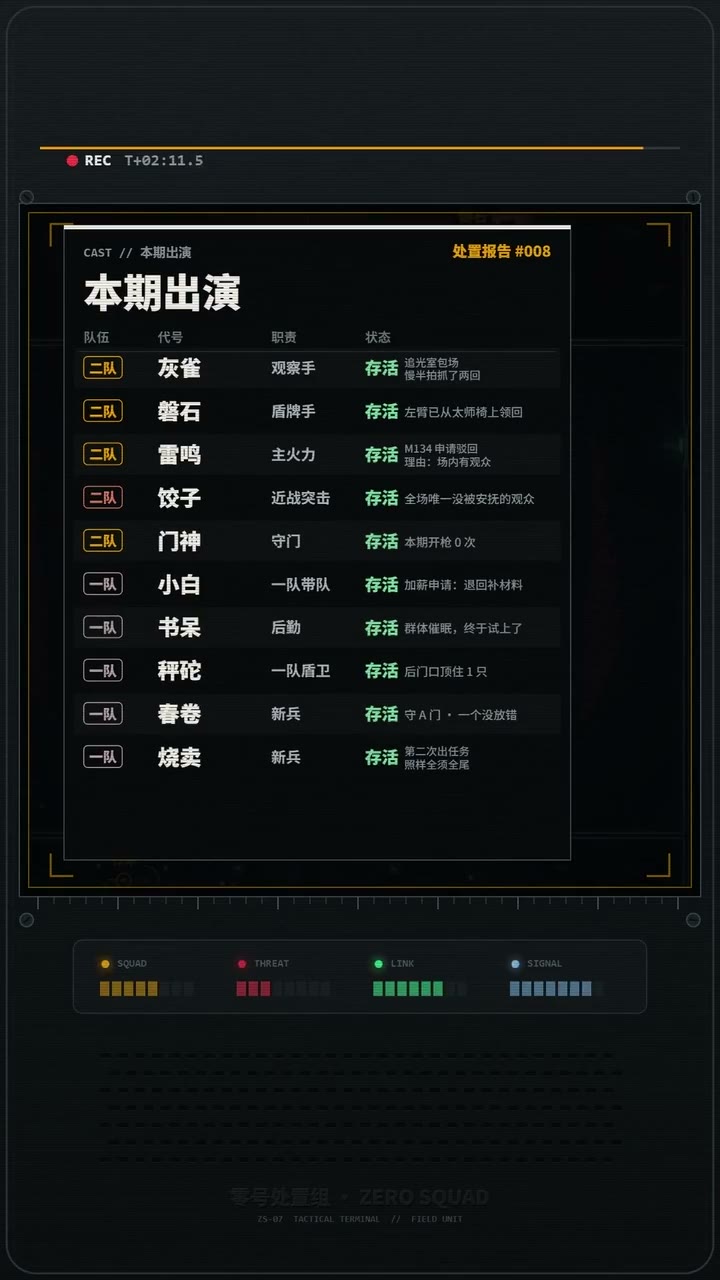 REC T+02:11.5
CAST // 本期出演
处置报告 #008
本期出演
队伍 代号 职责 状态
二队 灰雀 观察手 存活 追光室包场
慢半拍抓了两回
二队 磐石 盾牌手 存活 左臂已从太师椅上领回
二队 雷鸣 主火力 存活 M134 申请驳回
理由：场内有观众
二队 饺子 近战突击 存活 全场唯一没被安抚的观众
二队 门神 守门 存活 本期开枪 0 次
一队 小白 一队带队 存活 加薪申请：退回补材料
一队 书呆 后勤 存活 群体催眠，终于试上了
一队 秤砣 一队盾卫 存活 后门口顶住 1 只
一队 春卷 新兵 存活 守 A 门 · 一个没放错
一队 烧卖 新兵 存活 第二次出任务
照样全须全尾
SQUAD THREAT LINK SIGNAL
零号处置组 · ZERO SQUAD
ZS-07 TACTICAL TERMINAL // FIELD UNIT